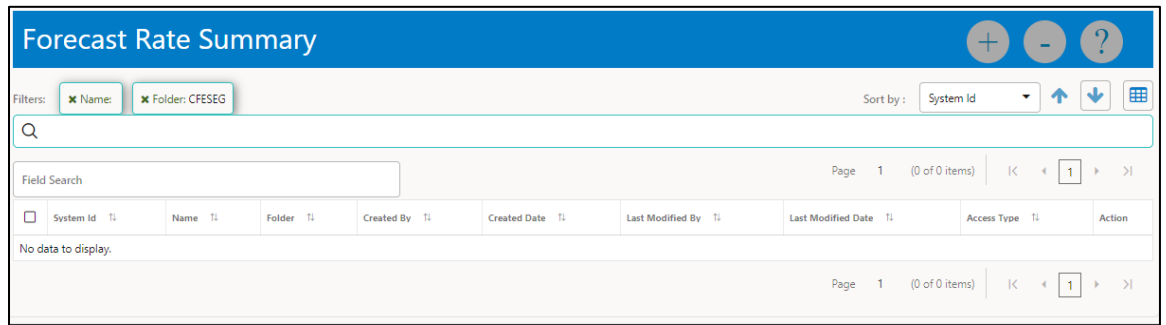 Forecast Rate Summary + - ?
Filters: × Name: × Folder: CFESEG Sort by : System Id
Field Search Page 1 (0 of 0 items) 1
System Id Name Folder Created By Created Date Last Modified By Last Modified Date Access Type Action
No data to display.
Page 1 (0 of 0 items) 1